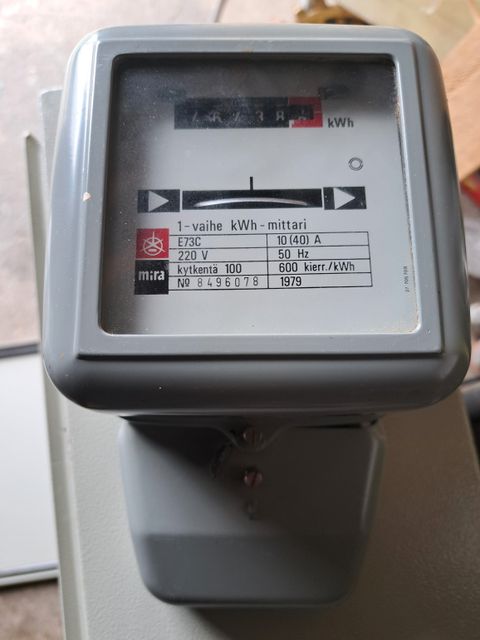 kWh
1-vaihe kWh-mittari
E73C 10 (40) A
220 V 50 Hz
mira kytkentä 100 600 kierr./kWh
№ 8496078 1979